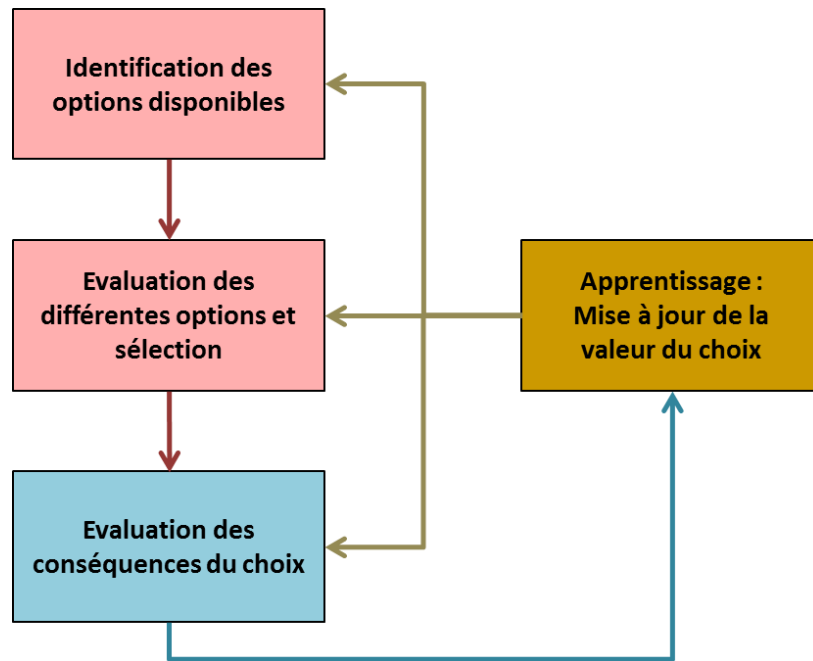 Identification des
options disponibles
Evaluation des
différentes options et
sélection
Apprentissage :
Mise à jour de la
valeur du choix
Evaluation des
conséquences du choix